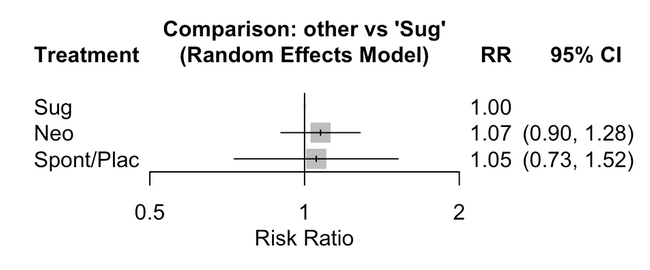 Comparison: other vs 'Sug'
Treatment (Random Effects Model) RR 95% CI
Sug 1.00
Neo 1.07 (0.90, 1.28)
Spont/Plac 1.05 (0.73, 1.52)
0.5 1 2
Risk Ratio